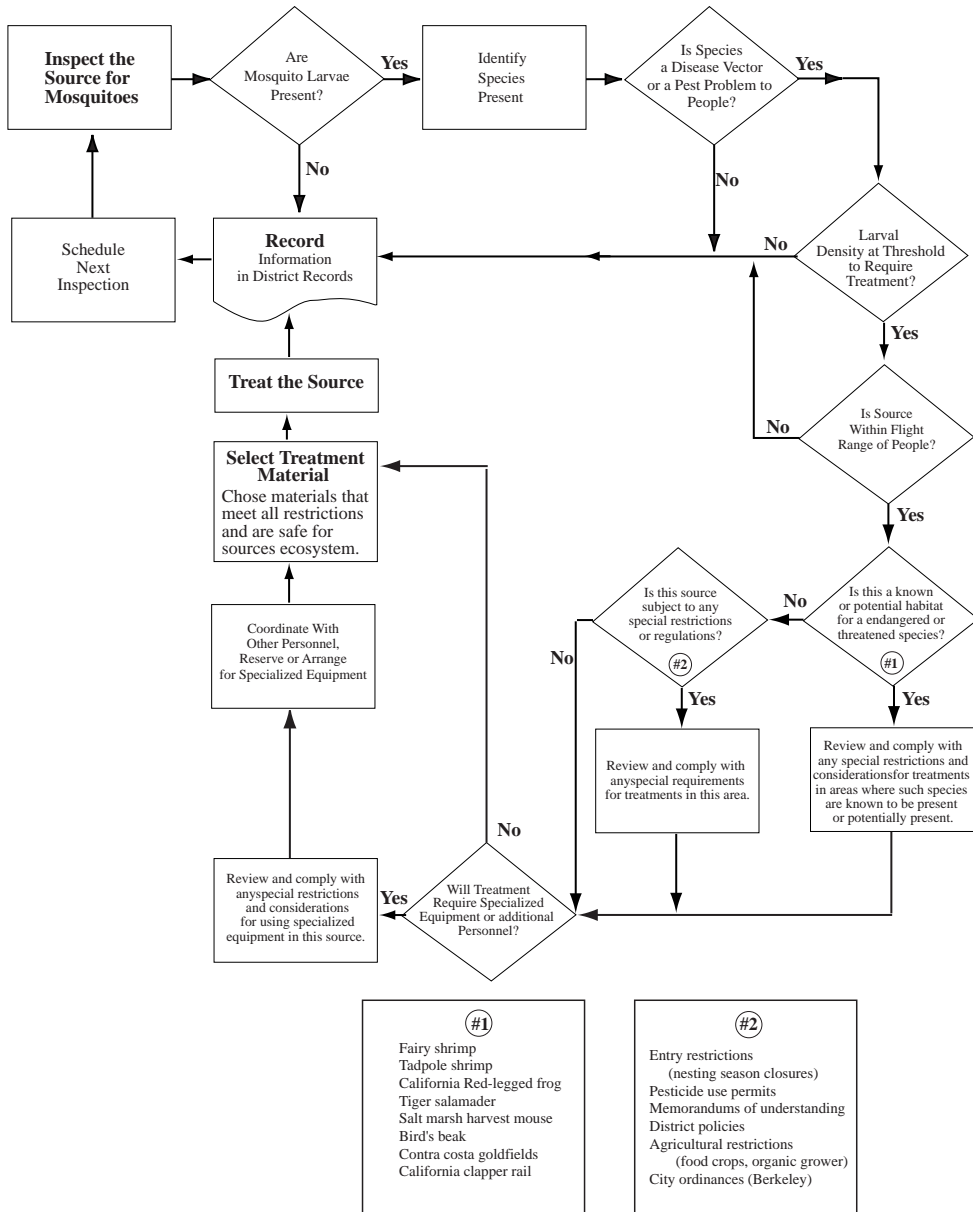 Inspect the
Source for
Mosquitoes
Are
Mosquito Larvae
Present?
Yes
No
Identify
Species
Present
Is Species
a Disease Vector
or a Pest Problem to
People?
Yes
No
Schedule
Next
Inspection
Record
Information
in District Records
No
Larval
Density at Threshold
to Require
Treatment?
Yes
Treat the Source
No
Is Source
Within Flight
Range of People?
Yes
Select Treatment
Material
Chose materials that
meet all restrictions
and are safe for
sources ecosystem.
Coordinate With
Other Personnel,
Reserve or Arrange
for Specialized Equipment
Is this source
subject to any
special restrictions
or regulations?
#2
No
Yes
No
Is this a known
or potential habitat
for a endangered or
threatened species?
#1
Yes
Review and comply with
anyspecial requirements
for treatments in this area.
Review and comply with
any special restrictions and
considerationsfor treatments
in areas where such species
are known to be present
or potentially present.
No
Review and comply with
anyspecial restrictions
and considerations
for using specialized
equipment in this source.
Yes
Will Treatment
Require Specialized
Equipment or additional
Personnel?
#1
Fairy shrimp
Tadpole shrimp
California Red-legged frog
Tiger salamader
Salt marsh harvest mouse
Bird's beak
Contra costa goldfields
California clapper rail
#2
Entry restrictions
(nesting season closures)
Pesticide use permits
Memorandums of understanding
District policies
Agricultural restrictions
(food crops, organic grower)
City ordinances (Berkeley)